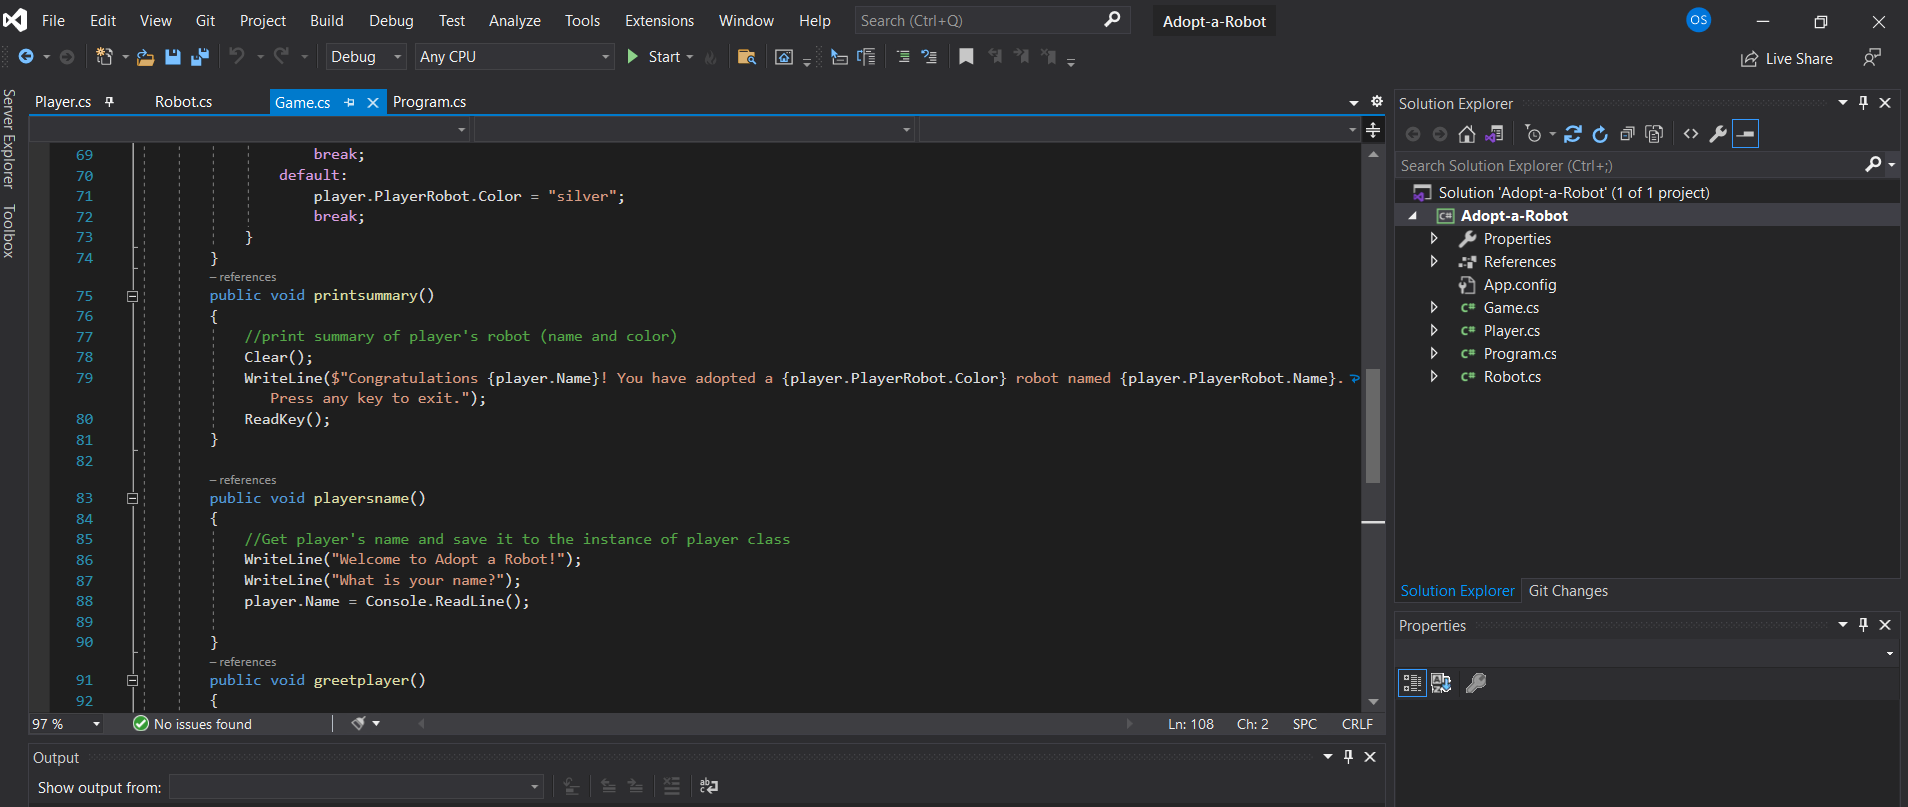 File Edit View Git Project Build Debug Test Analyze Tools Extensions Window Help Search (Ctrl+Q) Adopt-a-Robot OS
Debug Any CPU Start Live Share
Server Explorer
Toolbox
Player.cs Robot.cs Game.cs Program.cs
69 break;
70 default:
71 player.PlayerRobot.Color = "silver";
72 break;
73 }
74 }
– references
75 public void printsummary()
76 {
77 //print summary of player's robot (name and color)
78 Clear();
79 WriteLine($"Congratulations {player.Name}! You have adopted a {player.PlayerRobot.Color} robot named {player.PlayerRobot.Name}.
Press any key to exit.");
80 ReadKey();
81 }
82
– references
83 public void playersname()
84 {
85 //Get player's name and save it to the instance of player class
86 WriteLine("Welcome to Adopt a Robot!");
87 WriteLine("What is your name?");
88 player.Name = Console.ReadLine();
89
90 }
– references
91 public void greetplayer()
92 {
97 % No issues found Ln: 108 Ch: 2 SPC CRLF
Output
Show output from:
Solution Explorer
Search Solution Explorer (Ctrl+;)
Solution 'Adopt-a-Robot' (1 of 1 project)
C# Adopt-a-Robot
Properties
References
App.config
C# Game.cs
C# Player.cs
C# Program.cs
C# Robot.cs
Solution Explorer Git Changes
Properties